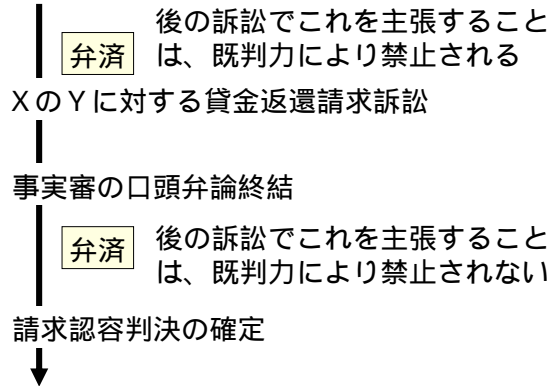 後の訴訟でこれを主張すること
弁済 は、既判力により禁止される
XのYに対する貸金返還請求訴訟
事実審の口頭弁論終結
後の訴訟でこれを主張すること
弁済 は、既判力により禁止されない
請求認容判決の確定